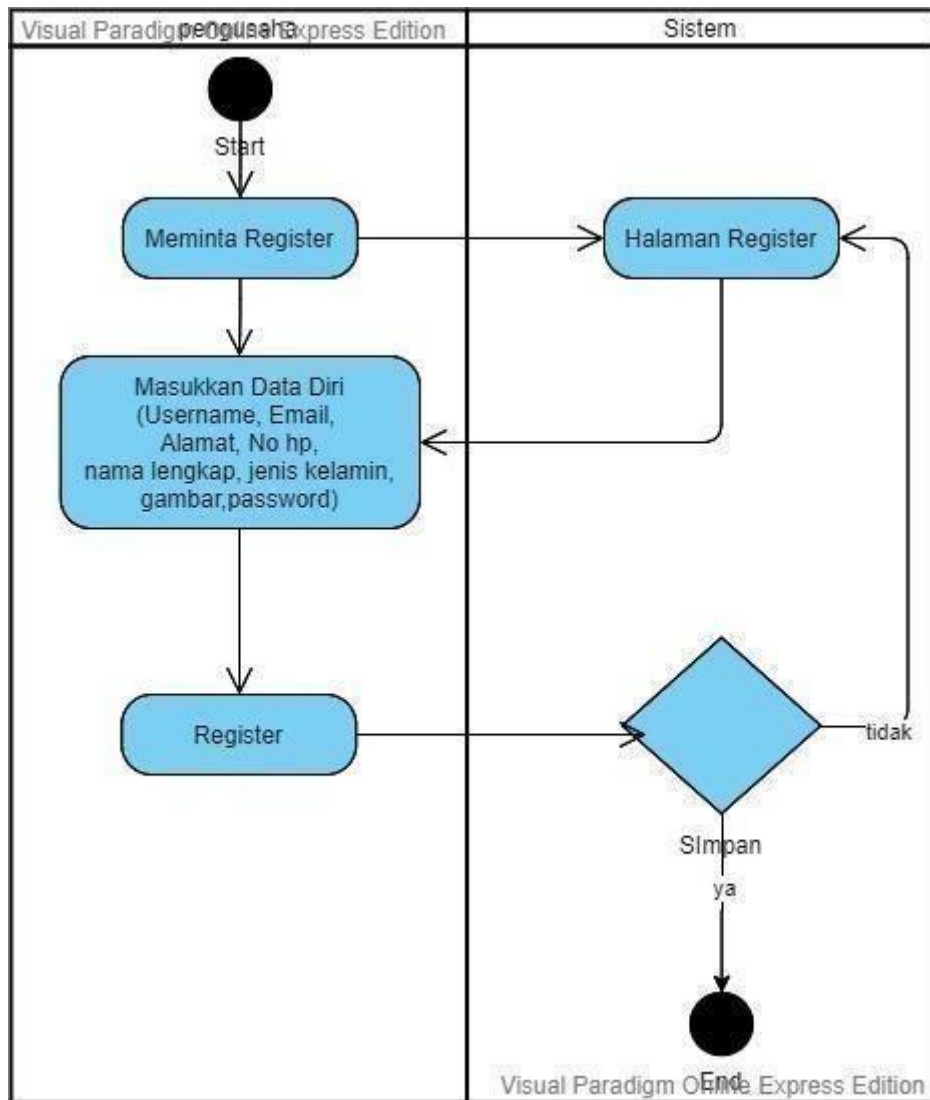 Visual Paradigm Online Express Edition
pengusaha
Sistem
Start
Meminta Register
Halaman Register
Masukkan Data Diri
(Username, Email,
Alamat, No hp,
nama lengkap, jenis kelamin,
gambar,password)
Register
tidak
SImpan
ya
End
Visual Paradigm Online Express Edition